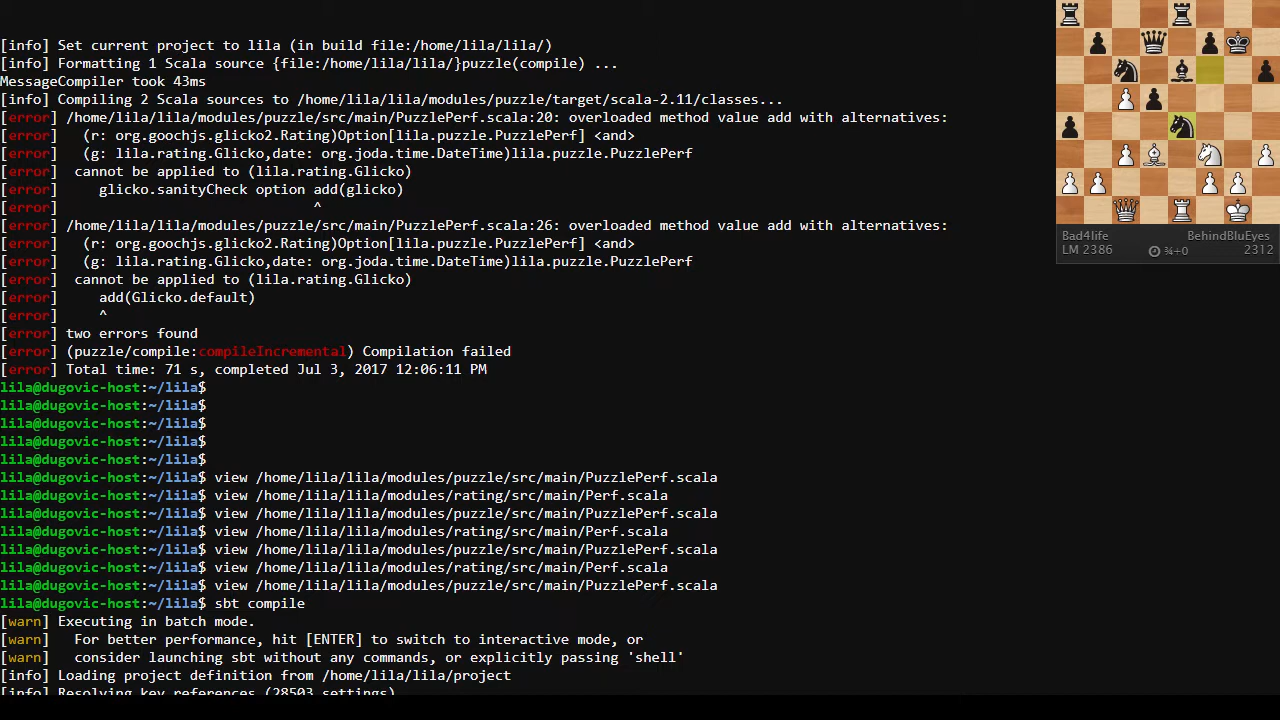 [info] Set current project to lila (in build file:/home/lila/lila/)
[info] Formatting 1 Scala source {file:/home/lila/lila/}puzzle(compile) ...
MessageCompiler took 43ms
[info] Compiling 2 Scala sources to /home/lila/lila/modules/puzzle/target/scala-2.11/classes...
[error] /home/lila/lila/modules/puzzle/src/main/PuzzlePerf.scala:20: overloaded method value add with alternatives:
[error]   (r: org.goochjs.glicko2.Rating)Option[lila.puzzle.PuzzlePerf] <and>
[error]   (g: lila.rating.Glicko,date: org.joda.time.DateTime)lila.puzzle.PuzzlePerf
[error]  cannot be applied to (lila.rating.Glicko)
[error]     glicko.sanityCheck option add(glicko)
[error]                               ^
[error] /home/lila/lila/modules/puzzle/src/main/PuzzlePerf.scala:26: overloaded method value add with alternatives:
[error]   (r: org.goochjs.glicko2.Rating)Option[lila.puzzle.PuzzlePerf] <and>
[error]   (g: lila.rating.Glicko,date: org.joda.time.DateTime)lila.puzzle.PuzzlePerf
[error]  cannot be applied to (lila.rating.Glicko)
[error]     add(Glicko.default)
[error]     ^
[error] two errors found
[error] (puzzle/compile:compileIncremental) Compilation failed
[error] Total time: 71 s, completed Jul 3, 2017 12:06:11 PM
lila@dugovic-host:~/lila$
lila@dugovic-host:~/lila$
lila@dugovic-host:~/lila$
lila@dugovic-host:~/lila$
lila@dugovic-host:~/lila$
lila@dugovic-host:~/lila$ view /home/lila/lila/modules/puzzle/src/main/PuzzlePerf.scala
lila@dugovic-host:~/lila$ view /home/lila/lila/modules/rating/src/main/Perf.scala
lila@dugovic-host:~/lila$ view /home/lila/lila/modules/puzzle/src/main/PuzzlePerf.scala
lila@dugovic-host:~/lila$ view /home/lila/lila/modules/rating/src/main/Perf.scala
lila@dugovic-host:~/lila$ view /home/lila/lila/modules/puzzle/src/main/PuzzlePerf.scala
lila@dugovic-host:~/lila$ view /home/lila/lila/modules/rating/src/main/Perf.scala
lila@dugovic-host:~/lila$ view /home/lila/lila/modules/puzzle/src/main/PuzzlePerf.scala
lila@dugovic-host:~/lila$ sbt compile
[warn] Executing in batch mode.
[warn]   For better performance, hit [ENTER] to switch to interactive mode, or
[warn]   consider launching sbt without any commands, or explicitly passing 'shell'
[info] Loading project definition from /home/lila/lila/project
[info] Resolving key references (28503 settings)
Bad4life BehindBluEyes
LM 2386 ¾+0 2312